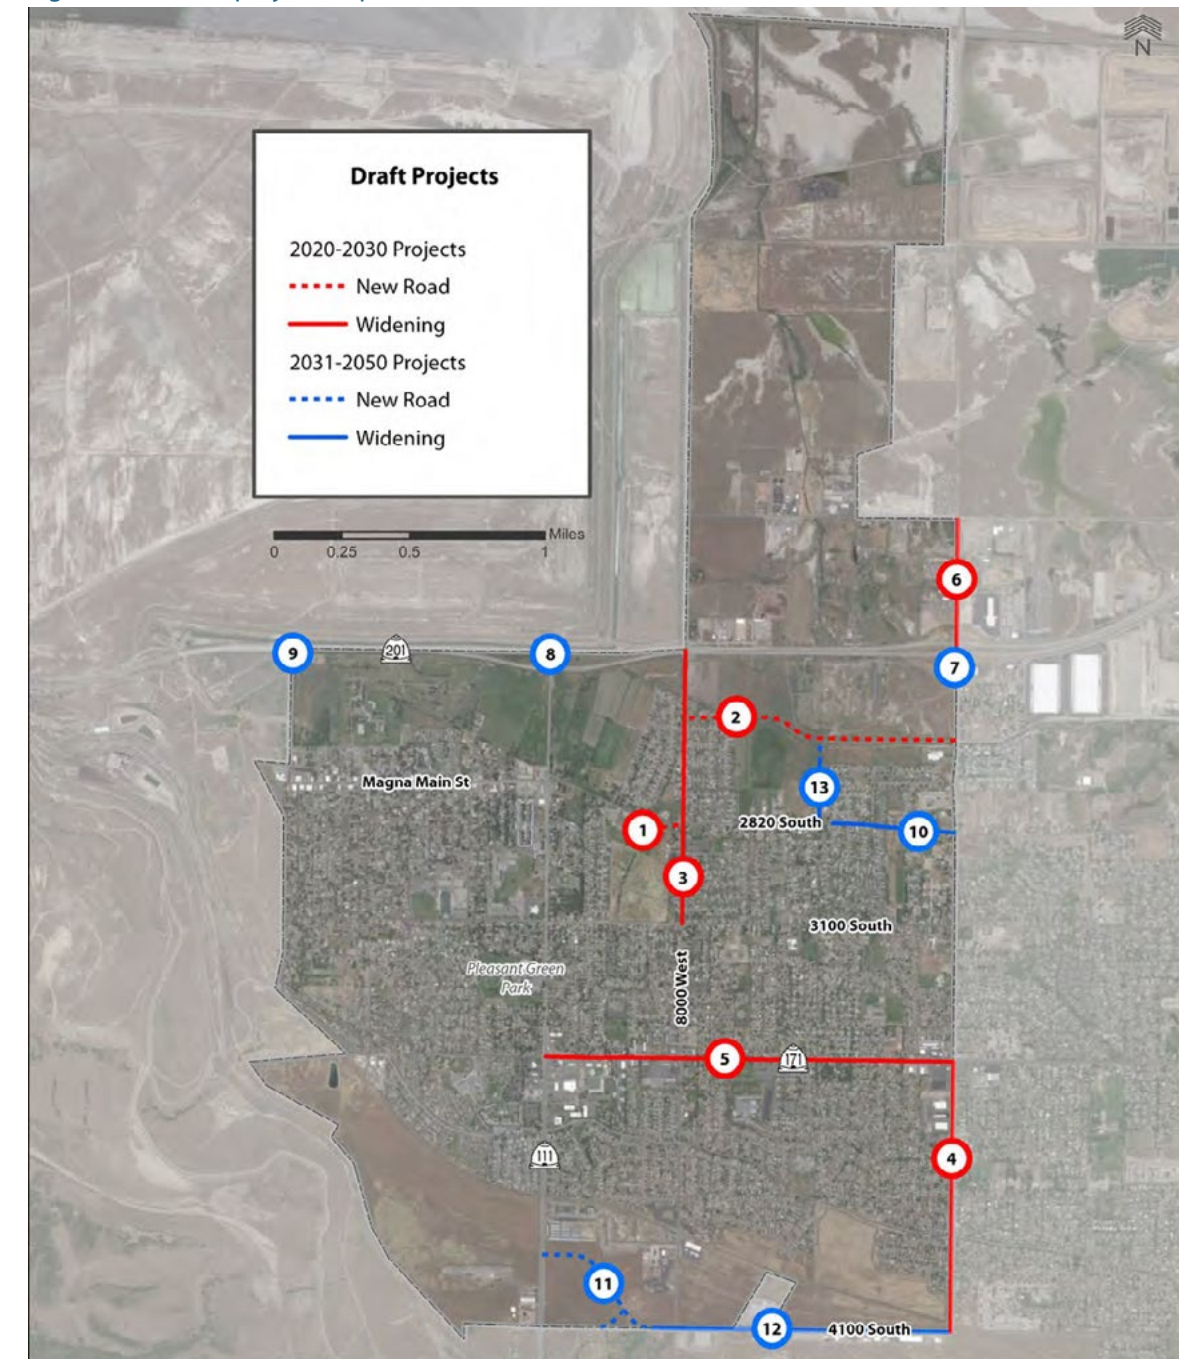 N
Draft Projects
2020-2030 Projects
New Road
Widening
2031-2050 Projects
New Road
Widening
Miles
0 0.25 0.5 1
6
9
201
8
7
2
Magna Main St
13
1
2820 South
10
3
3100 South
Pleasant Green
Park
8000 West
5
171
111
4
11
12
4100 South